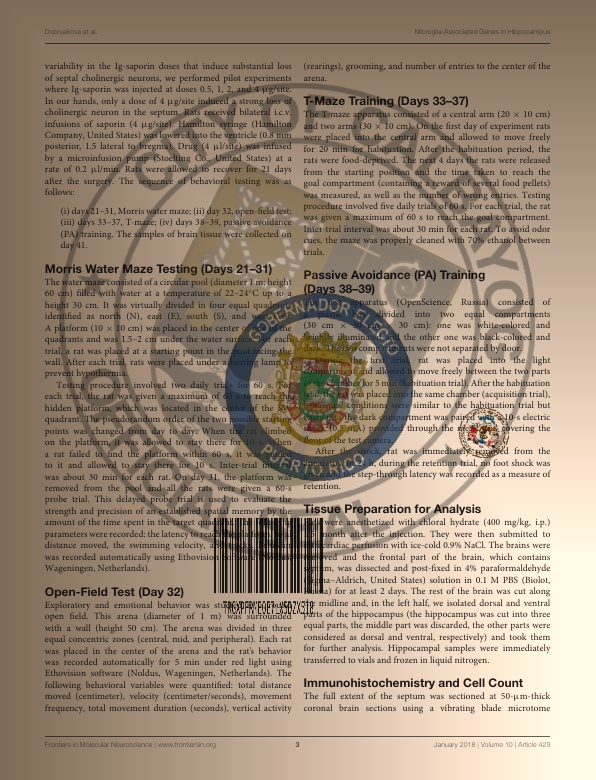 Dobryakova et al.
Microglia-Associated Genes in Hippocampus
variability in the Ig-saporin doses that induce substantial loss
of septal cholinergic neurons, we performed pilot experiments
where Ig-saporin was injected at doses 0.5, 1, 2, and 4 µg/site.
In our hands, only a dose of 4 µg/site induced a strong loss of
cholinergic neuron in the septum. Rats received bilateral i.c.v.
infusions of saporin (4 µg/site). Hamilton syringe (Hamilton
Company, United States) was lowered into the ventricle (0.8 mm
posterior, 1.5 lateral to bregma). Drug (4 µl/site) was infused
by a microinfusion pump (Stoelting Co., United States) at a
rate of 0.2 µl/min. Rats were allowed to recover for 21 days
after the surgery. The sequence of behavioral testing was as
follows:
(i) days 21–31, Morris water maze; (ii) day 32, open-field test;
(iii) days 33–37, T-maze; (iv) days 38–39, passive avoidance
(PA) training. The samples of brain tissue were collected on
day 41.
Morris Water Maze Testing (Days 21–31)
The water maze consisted of a circular pool (diameter 1 m; height
60 cm) filled with water at a temperature of 22–24°C up to a
height 30 cm. It was virtually divided in four equal quadrants
identified as north (N), east (E), south (S), and
A platform (10 × 10 cm) was placed in the center of
quadrants and was 1.5–2 cm under the water surface. For each
trial, a rat was placed at a starting point in the pool facing the
wall. After each trial, rats were placed under a heating lamp to
prevent hypothermia.
Testing procedure involved two daily trials of 60 s. For
each trial, the rat was given a maximum of 60 s to reach the
hidden platform, which was located in the center of the
quadrant. The pseudorandom order of the two possible starting
points was changed from day to day. When the rat climbed
on the platform, it was allowed to stay there for 10 s. When
a rat failed to find the platform within 60 s, it was guided
to it and allowed to stay there for 10 s. Inter-trial interval
was about 30 min for each rat. On day 31, the platform was
removed from the pool and all the rats were given a 60-s
probe trial. This delayed probe trial is used to evaluate the
strength and precision of an established spatial memory by the
amount of time spent in the target quadrant. The following
parameters were recorded: the latency to reach the platform, total
distance moved, the swimming velocity, and
was recorded automatically using Ethovision software
Wageningen, Netherlands).
Open-Field Test (Day 32)
Exploratory and emotional behavior was studied in the
open field. This arena (diameter of 1 m) was surrounded
with a wall (height 50 cm). The arena was divided in three
equal concentric zones (central, mid, and peripheral). Each rat
was placed in the center of the arena and the rat's behavior
was recorded automatically for 5 min under red light using
Ethovision software (Noldus, Wageningen, Netherlands). The
following behavioral variables were quantified: total distance
moved (centimeter), velocity (centimeter/seconds), movement
frequency, total movement duration (seconds), vertical activity
(rearings), grooming, and number of entries to the center of the
arena.
T-Maze Training (Days 33–37)
The T-maze apparatus consisted of a central arm (20 × 10 cm)
and two arms (30 × 10 cm). On the first day of experiment rats
were placed into the central arm and allowed to move freely
for 20 min for habituation. After the habituation period, the
rats were food-deprived. The next 4 days the rats were released
from the starting position and the time taken to reach the
goal compartment (containing a reward of several food pellets)
was measured, as well as the number of wrong entries. Testing
procedure involved five daily trials of 60 s. For each trial, the rat
was given a maximum of 60 s to reach the goal compartment.
Inter-trial interval was about 30 min for each rat. To avoid odor
cues, the maze was properly cleaned with 70% ethanol between
trials.
Passive Avoidance (PA) Training
(Days 38–39)
The apparatus (OpenScience, Russia) consisted of
divided into two equal compartments
(30 cm × 30 cm × 30 cm): one was white-colored and
brightly illuminated, the other one was black-colored and
dark. The two compartments were not separated by door.
the first trial, rat was placed into the light
compartment and allowed to move freely between the two parts
of the chamber for 5 min (habituation trial). After the habituation
trial, the rat was placed into the same chamber (acquisition trial),
conditions similar to the habituation trial but
the dark compartment was paired 10-s electric
mA) provided through the covering the
floor of the test camera.
After the shock, rat was immediately removed from the
during the retention trial, no foot shock was
and the step-through latency was recorded as a measure of
retention.
Tissue Preparation for Analysis
Rats were anesthetized with chloral hydrate (400 mg/kg, i.p.)
month after the injection. They were then submitted to
intracardiac perfusion with ice-cold 0.9% NaCl. The brains were
removed and the frontal part of the brain, which contains
septum, was dissected and post-fixed in 4% paraformaldehyde
(Sigma–Aldrich, United States) solution in 0.1 M PBS (Biolot,
Russia) for at least 2 days. The rest of the brain was cut along
the midline and, in the left half, we isolated dorsal and ventral
parts of the hippocampus (the hippocampus was cut into three
equal parts, the middle part was discarded, the other parts were
considered as dorsal and ventral, respectively) and took them
for further analysis. Hippocampal samples were immediately
transferred to vials and frozen in liquid nitrogen.
Immunohistochemistry and Cell Count
The full extent of the septum was sectioned at 50-µm-thick
coronal brain sections using a vibrating blade microtome
Frontiers in Molecular Neuroscience | www.frontiersin.org
3
January 2018 | Volume 10 | Article 429